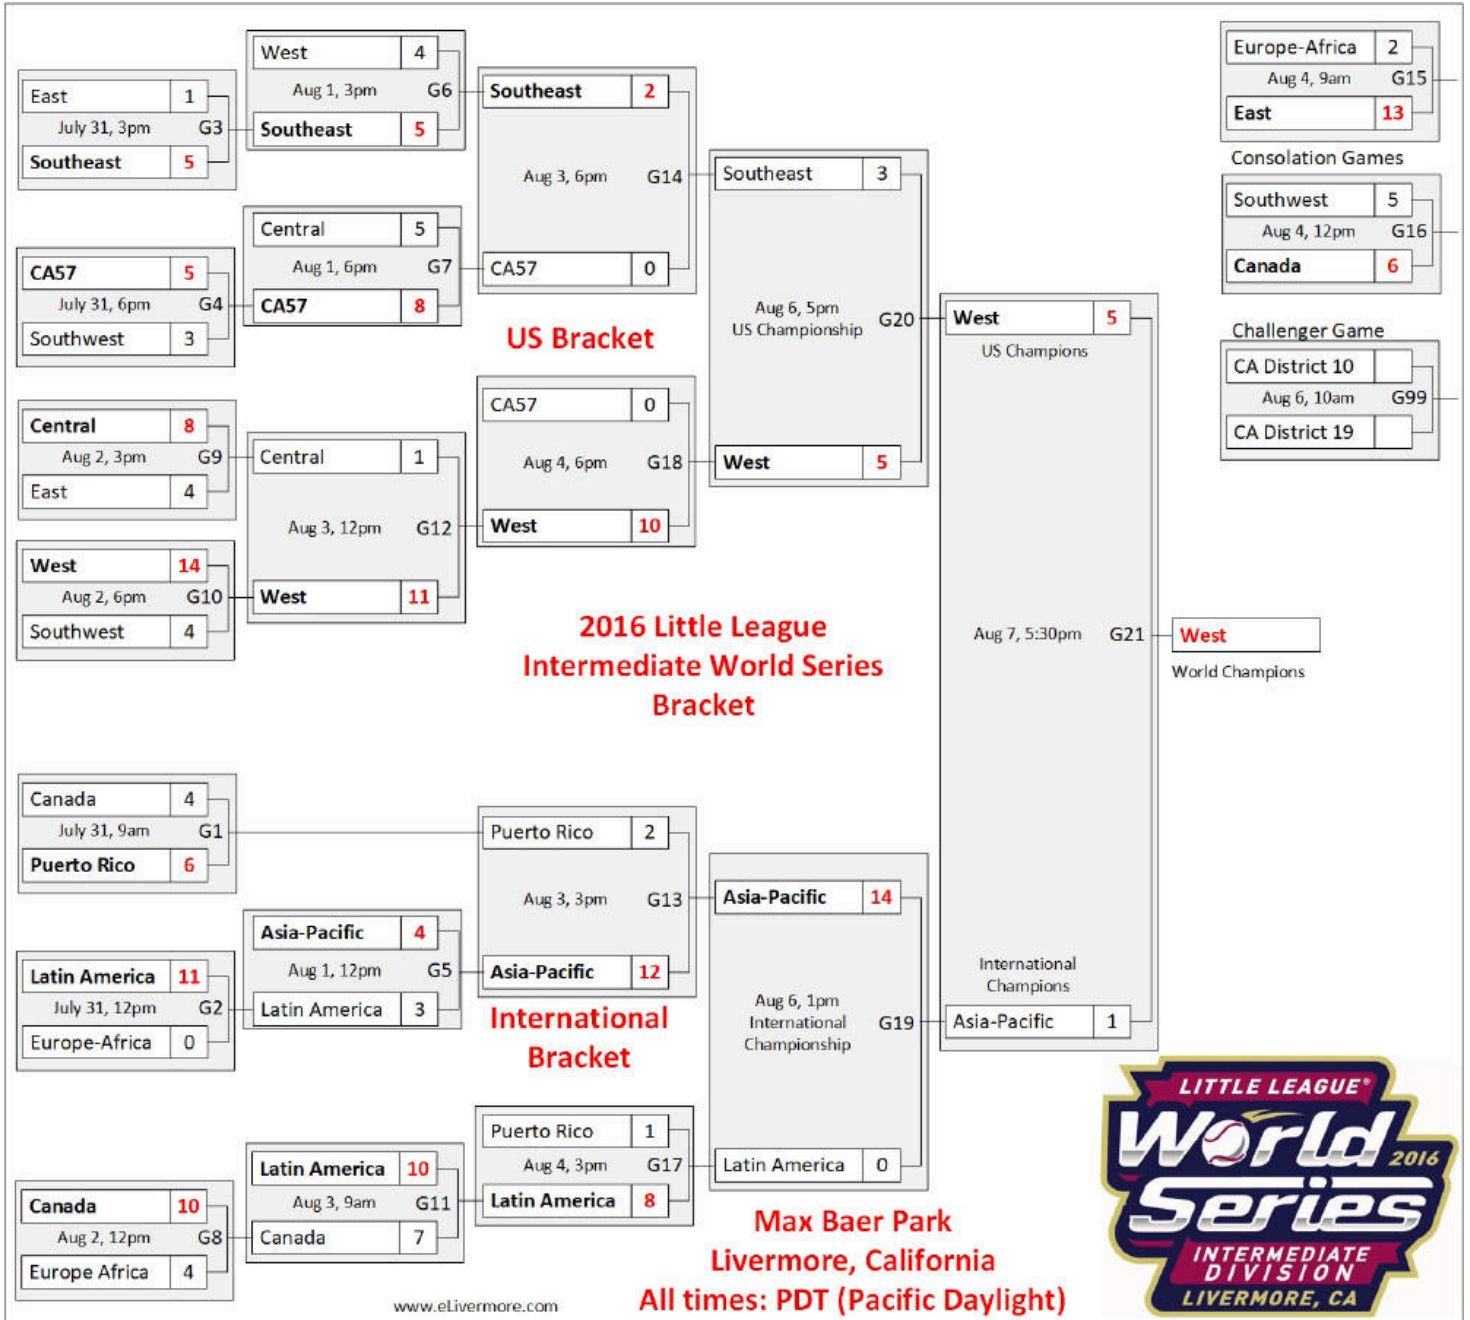 East 1
July 31, 3pm G3
Southeast 5
West 4
Aug 1, 3pm G6
Southeast 5
CA57 5
July 31, 6pm G4
Southwest 3
Central 5
Aug 1, 6pm G7
CA57 8
Southeast 2
Aug 3, 6pm G14
CA57 0
US Bracket
Central 8
Aug 2, 3pm G9
East 4
West 14
Aug 2, 6pm G10
Southwest 4
Central 1
Aug 3, 12pm G12
West 11
CA57 0
Aug 4, 6pm G18
West 10
Southeast 3
Aug 6, 5pm
US Championship G20
West 5
West 5
US Champions
Aug 7, 5:30pm G21
International
Champions
Asia-Pacific 1
West
World Champions
Europe-Africa 2
Aug 4, 9am G15
East 13
Consolation Games
Southwest 5
Aug 4, 12pm G16
Canada 6
Challenger Game
CA District 10
Aug 6, 10am G99
CA District 19
2016 Little League
Intermediate World Series
Bracket
Canada 4
July 31, 9am G1
Puerto Rico 6
Latin America 11
July 31, 12pm G2
Europe-Africa 0
Asia-Pacific 4
Aug 1, 12pm G5
Latin America 3
Puerto Rico 2
Aug 3, 3pm G13
Asia-Pacific 12
International
Bracket
Canada 10
Aug 2, 12pm G8
Europe Africa 4
Latin America 10
Aug 3, 9am G11
Canada 7
Puerto Rico 1
Aug 4, 3pm G17
Latin America 8
Asia-Pacific 14
Aug 6, 1pm
International
Championship G19
Latin America 0
www.eLivermore.com
Max Baer Park
Livermore, California
All times: PDT (Pacific Daylight)
LITTLE LEAGUE®
World
2016
Series
INTERMEDIATE
DIVISION
LIVERMORE, CA